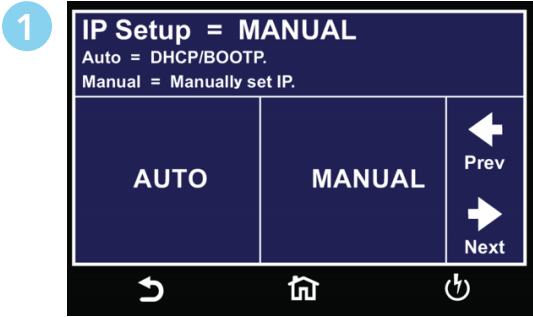 1
IP Setup = MANUAL
Auto = DHCP/BOOTP.
Manual = Manually set IP.
AUTO
MANUAL
Prev
Next